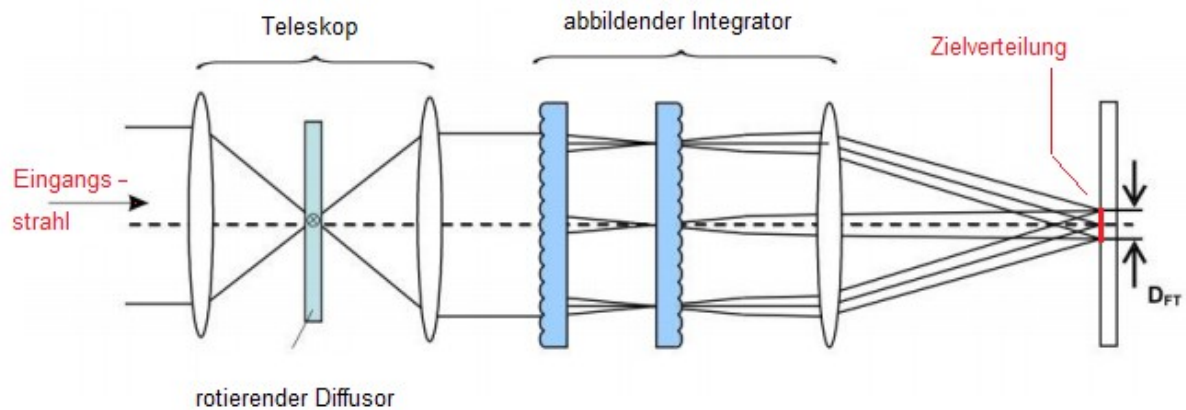 Teleskop
abbildender Integrator
Zielverteilung
Eingangs –
strahl
D_FT
rotierender Diffusor